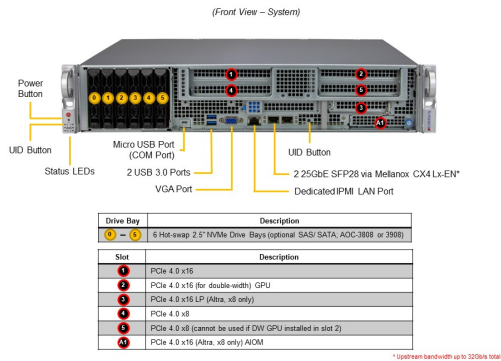 (Front View – System)
1
2
4
5
3
A1
0 1 2 3 4 5
Power
Button
UID Button
Status LEDs
Micro USB Port
(COM Port)
2 USB 3.0 Ports
VGA Port
UID Button
2 25GbE SFP28 via Mellanox CX4 Lx-EN*
Dedicated IPMI LAN Port
Drive Bay Description
0 – 5 6 Hot-swap 2.5" NVMe Drive Bays (optional SAS/ SATA; AOC-3808 or 3908)
Slot Description
1 PCIe 4.0 x16
2 PCIe 4.0 x16 (for double-width) GPU
3 PCIe 4.0 x16 LP (Altra, x8 only)
4 PCIe 4.0 x8
5 PCIe 4.0 x8 (cannot be used if DW GPU installed in slot 2)
A1 PCIe 4.0 x16 (Altra, x8 only) AIOM
* Upstream bandwidth up to 32Gb/s total